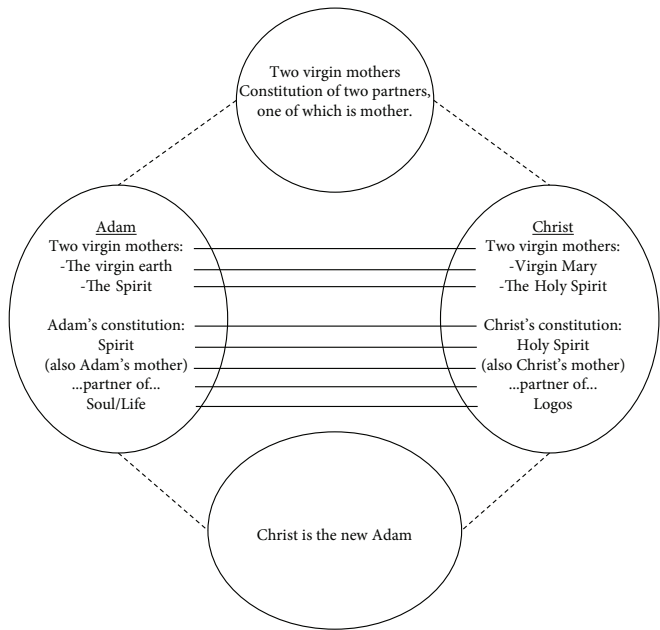 Two virgin mothers
Constitution of two partners,
one of which is mother.
Adam
Two virgin mothers:
-The virgin earth
-The Spirit
Adam's constitution:
Spirit
(also Adam's mother)
...partner of...
Soul/Life
Christ
Two virgin mothers:
-Virgin Mary
-The Holy Spirit
Christ's constitution:
Holy Spirit
(also Christ's mother)
...partner of...
Logos
Christ is the new Adam